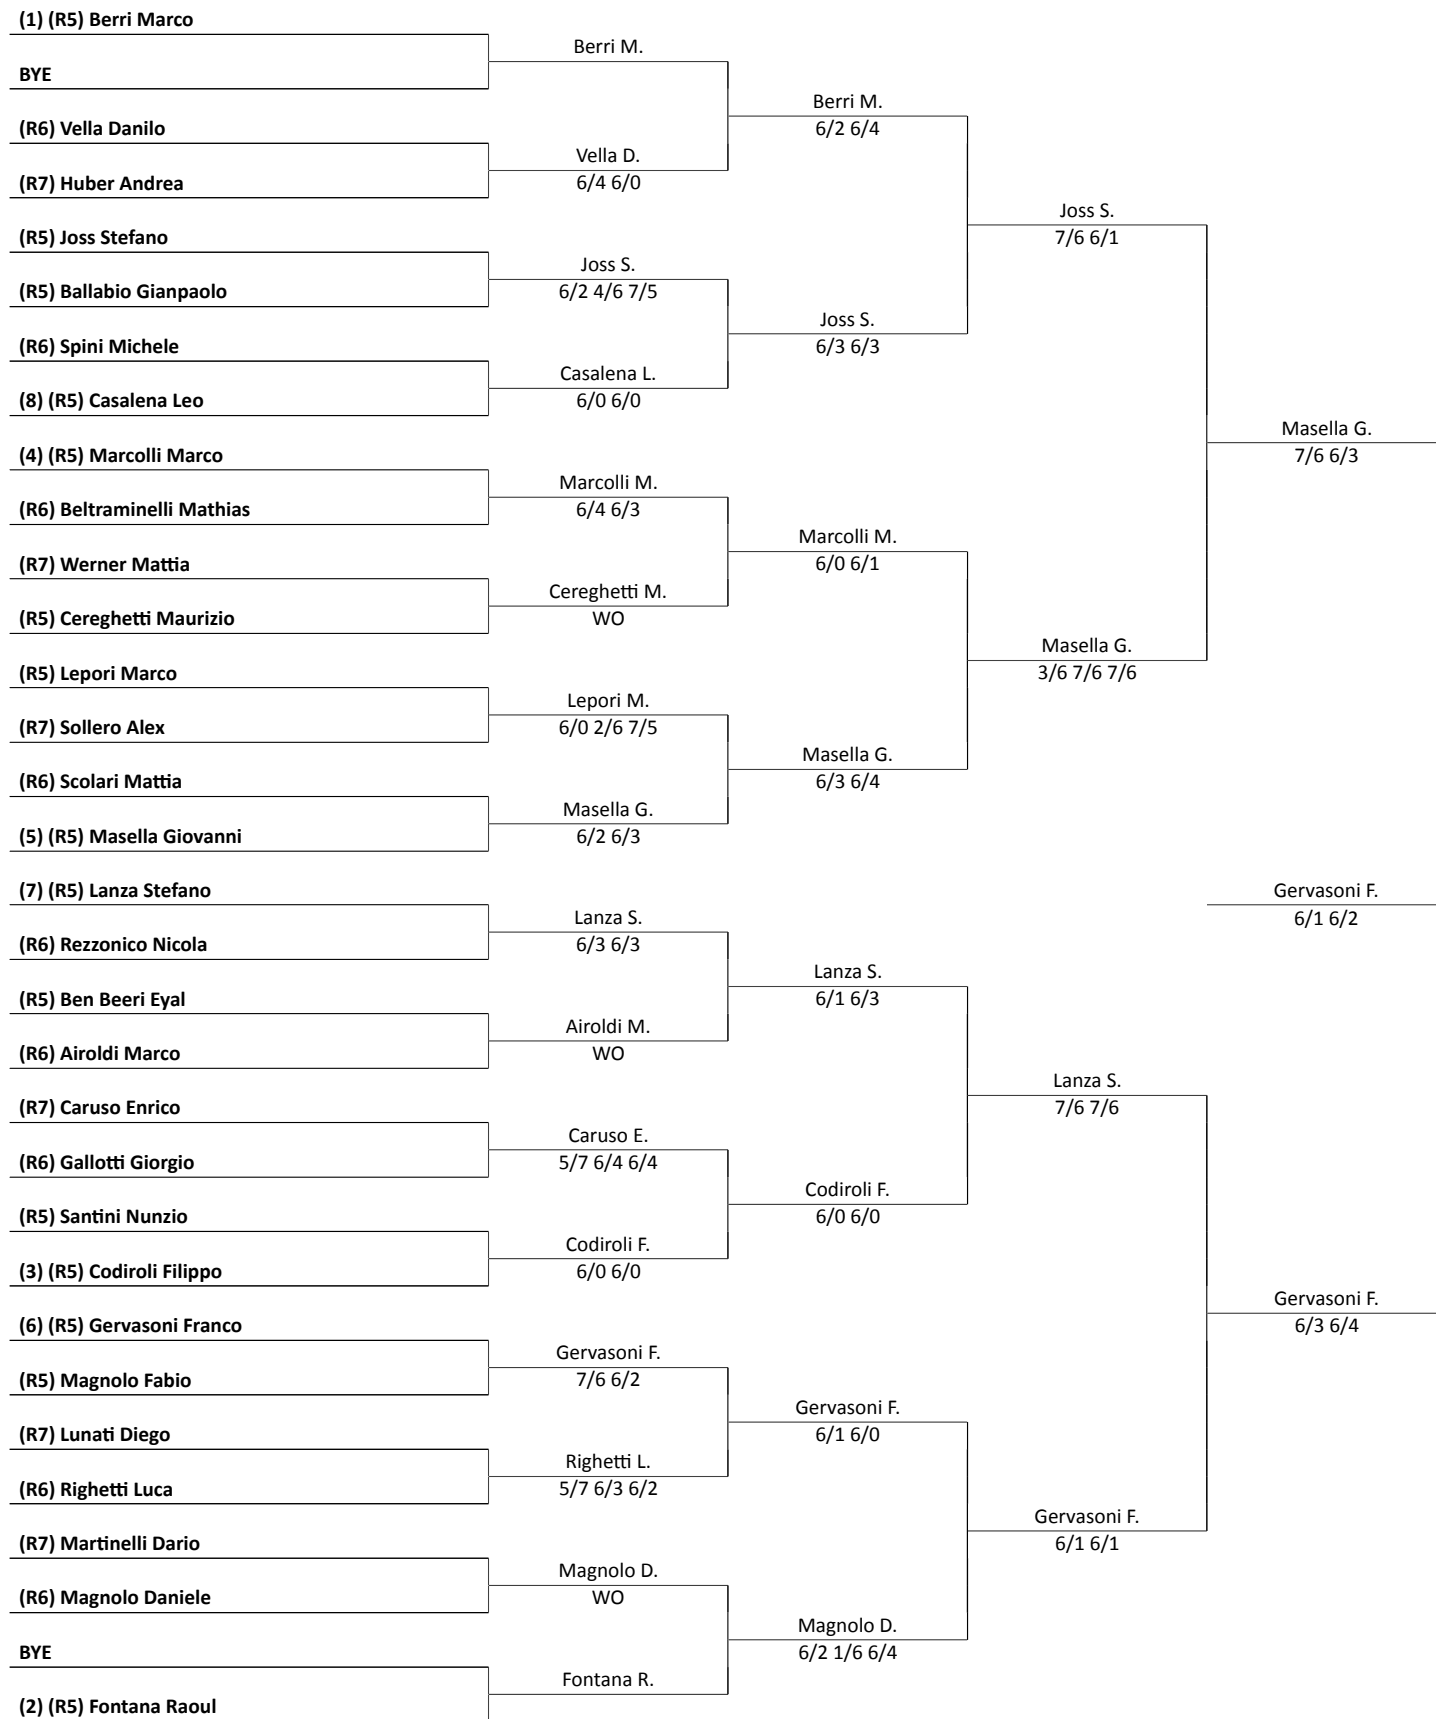 (1) (R5) Berri Marco
BYE
(R6) Vella Danilo
(R7) Huber Andrea
(R5) Joss Stefano
(R5) Ballabio Gianpaolo
(R6) Spini Michele
(8) (R5) Casalena Leo
(4) (R5) Marcolli Marco
(R6) Beltraminelli Mathias
(R7) Werner Mattia
(R5) Cereghetti Maurizio
(R5) Lepori Marco
(R7) Sollero Alex
(R6) Scolari Mattia
(5) (R5) Masella Giovanni
(7) (R5) Lanza Stefano
(R6) Rezzonico Nicola
(R5) Ben Beeri Eyal
(R6) Airoldi Marco
(R7) Caruso Enrico
(R6) Gallotti Giorgio
(R5) Santini Nunzio
(3) (R5) Codiroli Filippo
(6) (R5) Gervasoni Franco
(R5) Magnolo Fabio
(R7) Lunati Diego
(R6) Righetti Luca
(R7) Martinelli Dario
(R6) Magnolo Daniele
BYE
(2) (R5) Fontana Raoul
Berri M.
Vella D.
6/4 6/0
Joss S.
6/2 4/6 7/5
Casalena L.
6/0 6/0
Marcolli M.
6/4 6/3
Cereghetti M.
WO
Lepori M.
6/0 2/6 7/5
Masella G.
6/2 6/3
Lanza S.
6/3 6/3
Airoldi M.
WO
Caruso E.
5/7 6/4 6/4
Codiroli F.
6/0 6/0
Gervasoni F.
7/6 6/2
Righetti L.
5/7 6/3 6/2
Magnolo D.
WO
Fontana R.
Berri M.
6/2 6/4
Joss S.
6/3 6/3
Marcolli M.
6/0 6/1
Masella G.
6/3 6/4
Lanza S.
6/1 6/3
Codiroli F.
6/0 6/0
Gervasoni F.
6/1 6/0
Magnolo D.
6/2 1/6 6/4
Joss S.
7/6 6/1
Masella G.
3/6 7/6 7/6
Lanza S.
7/6 7/6
Gervasoni F.
6/1 6/1
Masella G.
7/6 6/3
Gervasoni F.
6/1 6/2
Gervasoni F.
6/3 6/4